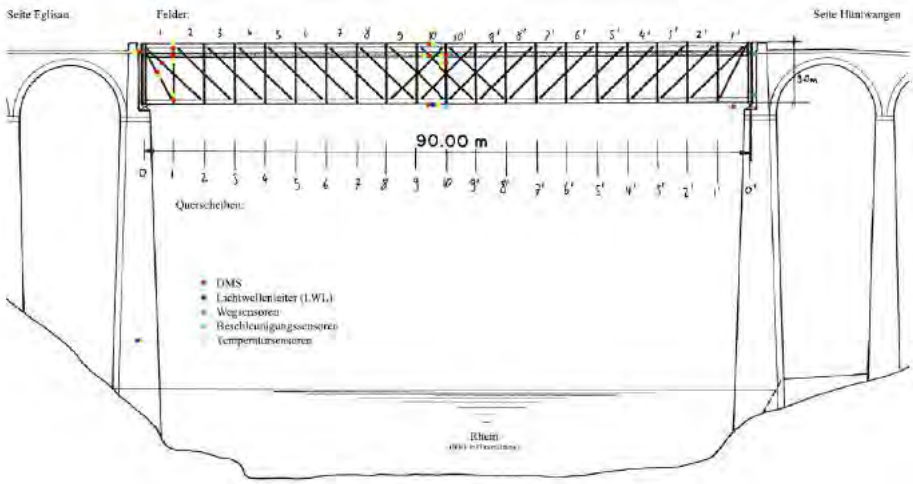 Seite Eglisau
Felder:
Seite Hüntwangen
1 2 3 4 5 6 7 8 9 10 10' 9' 8' 7' 6' 5' 4' 3' 2' 1'
90.00 m
0 1 2 3 4 5 6 7 8 9 10 9' 8' 7' 6' 5' 4' 3' 2' 1' 0'
Querscheiben:
DMS
Lichtwellenleiter (LWL)
Wegsensoren
Beschleunigungssensoren
Temperatursensoren
Rhein